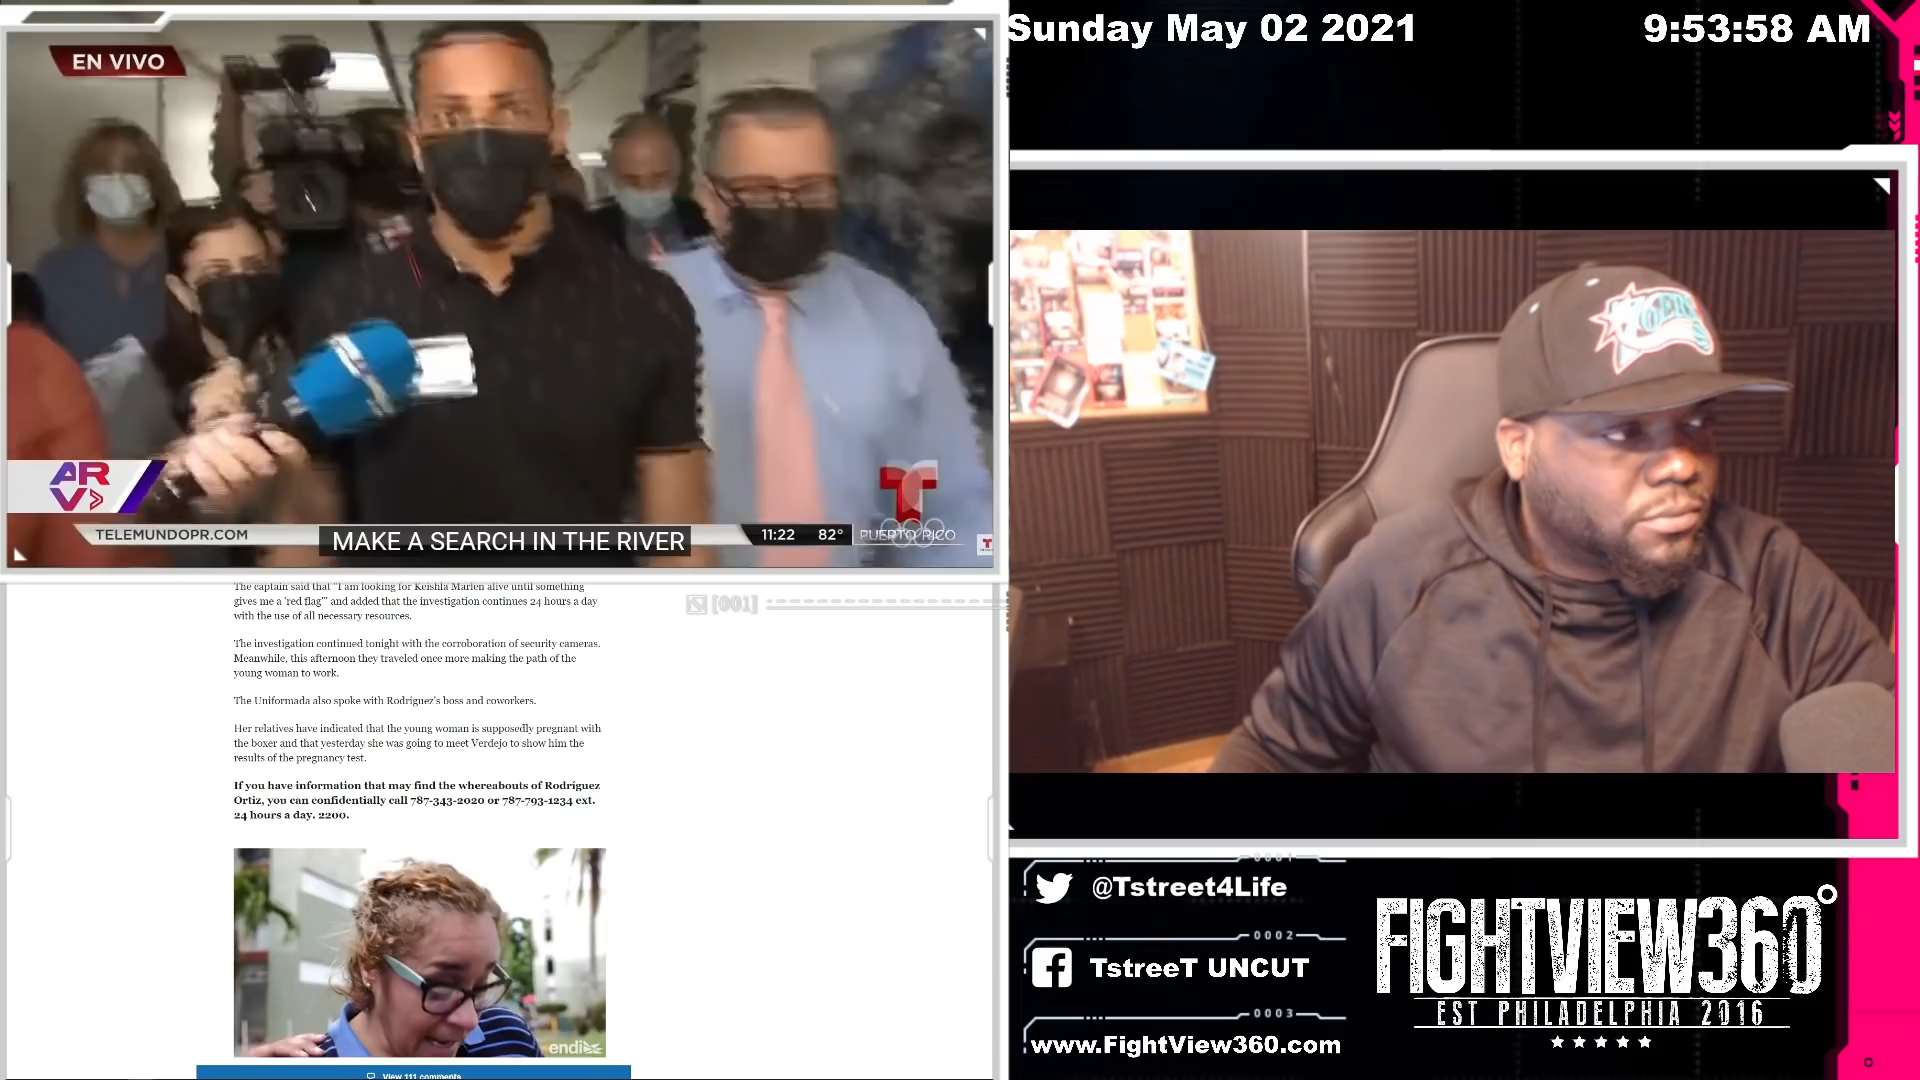 Sunday May 02 2021
9:53:58 AM
EN VIVO
ARV
TELEMUNDOPR.COM
MAKE A SEARCH IN THE RIVER
11:22 82°
PUERTO RICO
The captain said that "I am looking for Keishla Marlen alive until something
gives me a 'red flag'" and added that the investigation continues 24 hours a day
with the use of all necessary resources.
The investigation continued tonight with the corroboration of security cameras.
Meanwhile, this afternoon they traveled once more making the path of the
young woman to work.
The Uniformada also spoke with Rodríguez's boss and coworkers.
Her relatives have indicated that the young woman is supposedly pregnant with
the boxer and that yesterday she was going to meet Verdejo to show him the
results of the pregnancy test.
If you have information that may find the whereabouts of Rodríguez
Ortiz, you can confidentially call 787-343-2020 or 787-793-1234 ext.
24 hours a day. 2200.
endi
View 111 comments
[001]
0001
@Tstreet4Life
0002
TstreeT UNCUT
0003
www.FightView360.com
FIGHTVIEW360°
EST PHILADELPHIA 2016